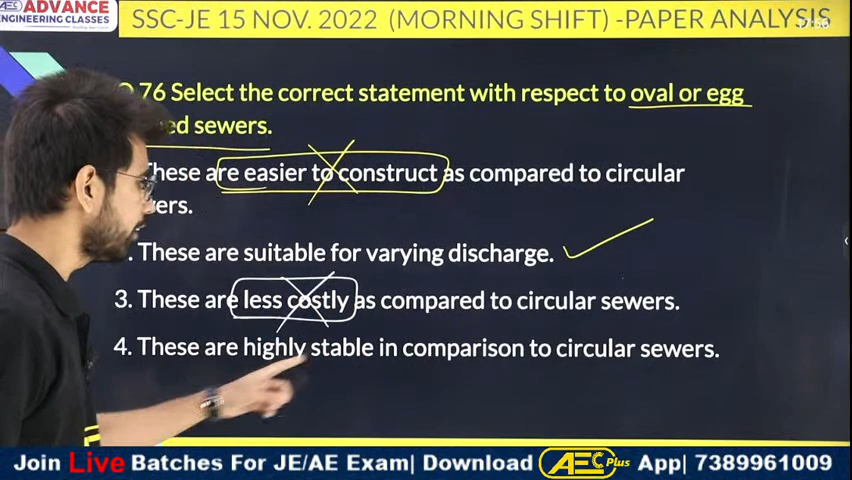 ADVANCE
ENGINEERING CLASSES
SSC-JE 15 NOV. 2022 (MORNING SHIFT) -PAPER ANALYSIS
76 Select the correct statement with respect to oval or egg
sewers.
These are easier to construct as compared to circular
. These are suitable for varying discharge.
3. These are less costly as compared to circular sewers.
4. These are highly stable in comparison to circular sewers.
Join Live Batches For JE/AE Exam| Download AEC Plus App| 7389961009